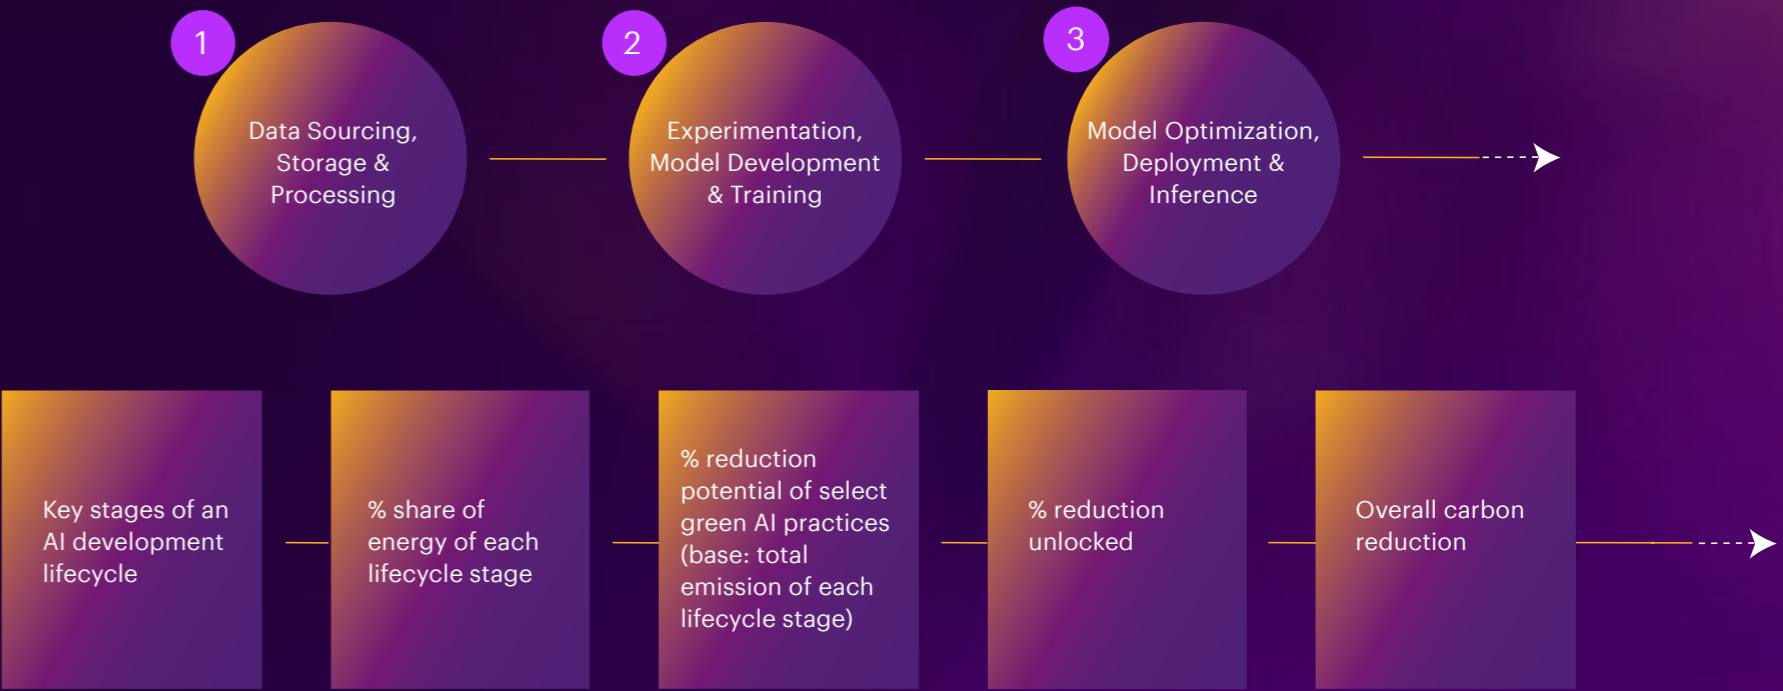 1
Data Sourcing,
Storage &
Processing
2
Experimentation,
Model Development
& Training
3
Model Optimization,
Deployment &
Inference
Key stages of an
AI development
lifecycle
% share of
energy of each
lifecycle stage
% reduction
potential of select
green AI practices
(base: total
emission of each
lifecycle stage)
% reduction
unlocked
Overall carbon
reduction